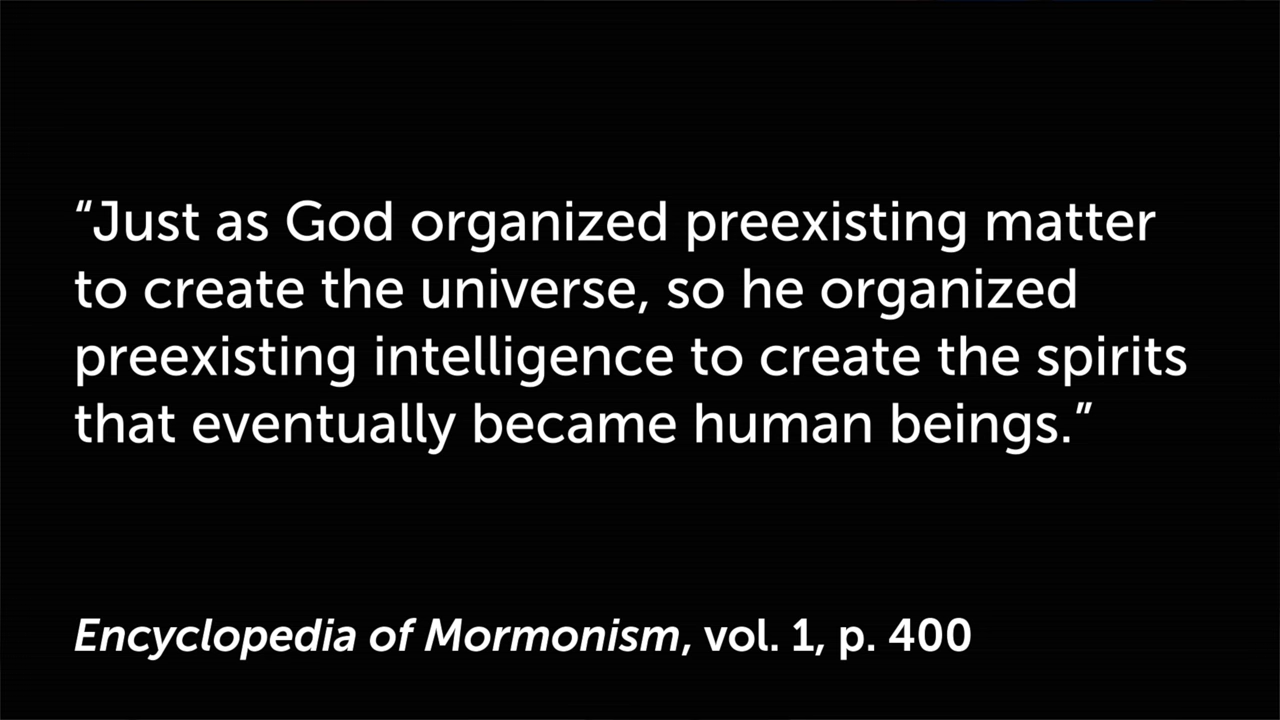 “Just as God organized preexisting matter
to create the universe, so he organized
preexisting intelligence to create the spirits
that eventually became human beings.”
Encyclopedia of Mormonism, vol. 1, p. 400